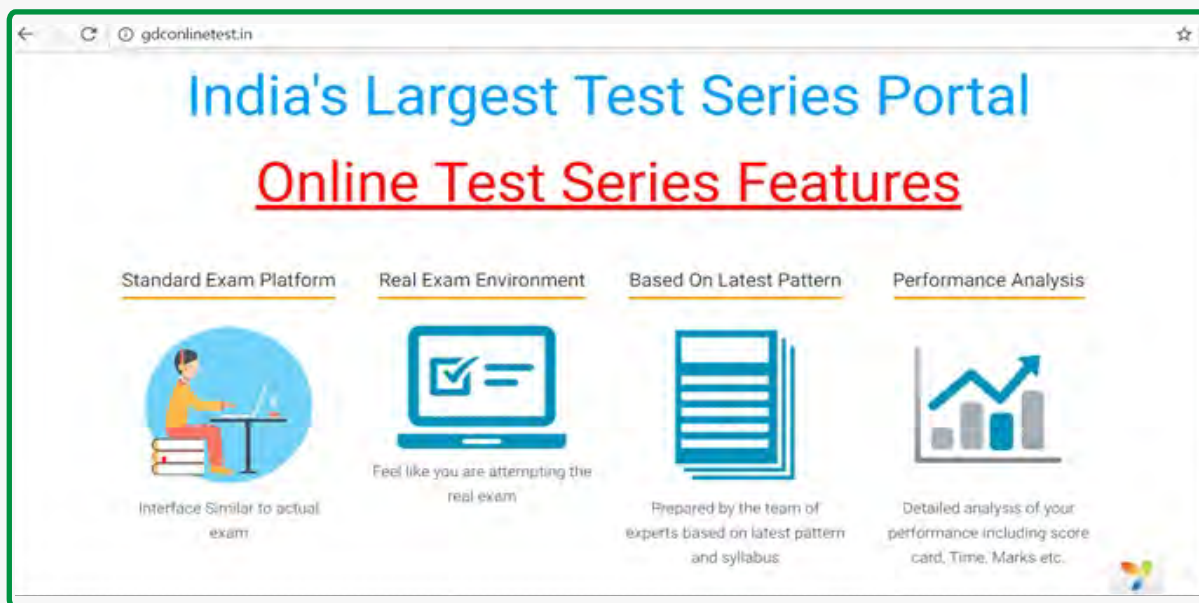 gdconlinetest.in
India's Largest Test Series Portal
Online Test Series Features
Standard Exam Platform
Interface Similar to actual
exam
Real Exam Environment
Feel like you are attempting the
real exam
Based On Latest Pattern
Prepared by the team of
experts based on latest pattern
and syllabus
Performance Analysis
Detailed analysis of your
performance including score
card, Time, Marks etc.